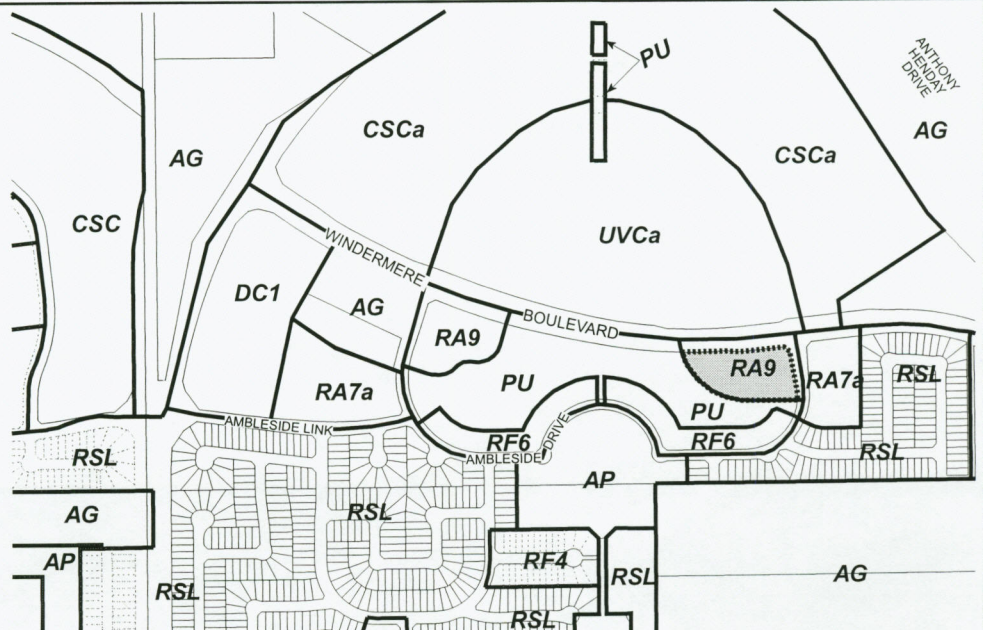 PU
ANTHONY
HENDAY
DRIVE
CSCa
AG
CSCa
AG
CSC
UVCa
WINDERMERE
DC1
AG
BOULEVARD
RA9
RA9
RSL
RA7a
PU
RA7a
PU
AMBLESIDE LINK
RF6
DRIVE
RF6
AMBLESIDE
RSL
RSL
AP
AG
RSL
AP
RF4
RSL
AG
RSL
RSL